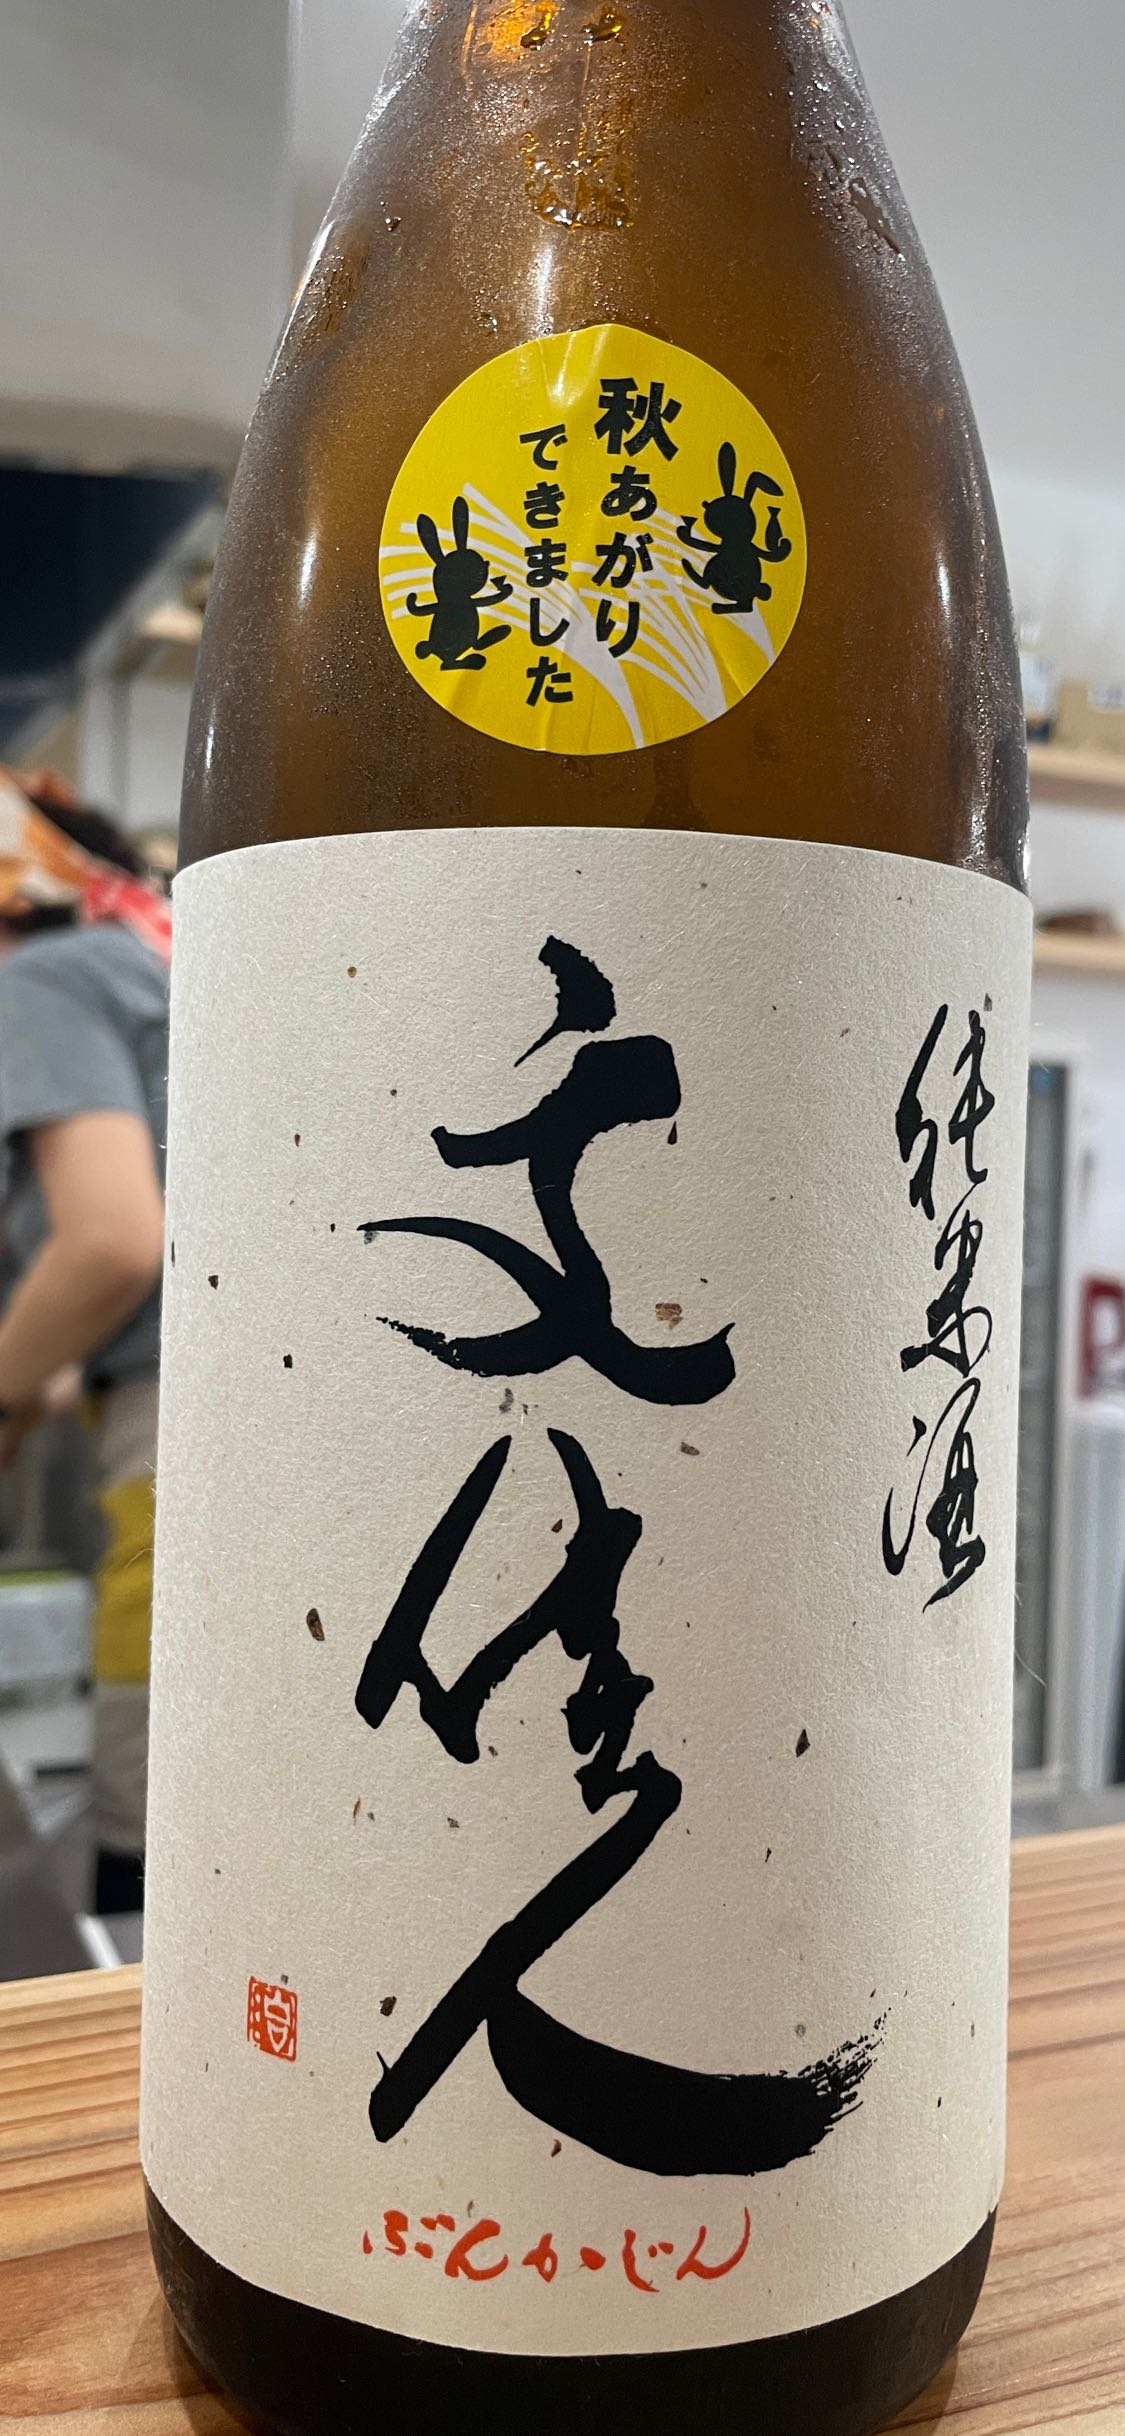 秋あがり
できました
純米酒
文佳人
ぶんかじん